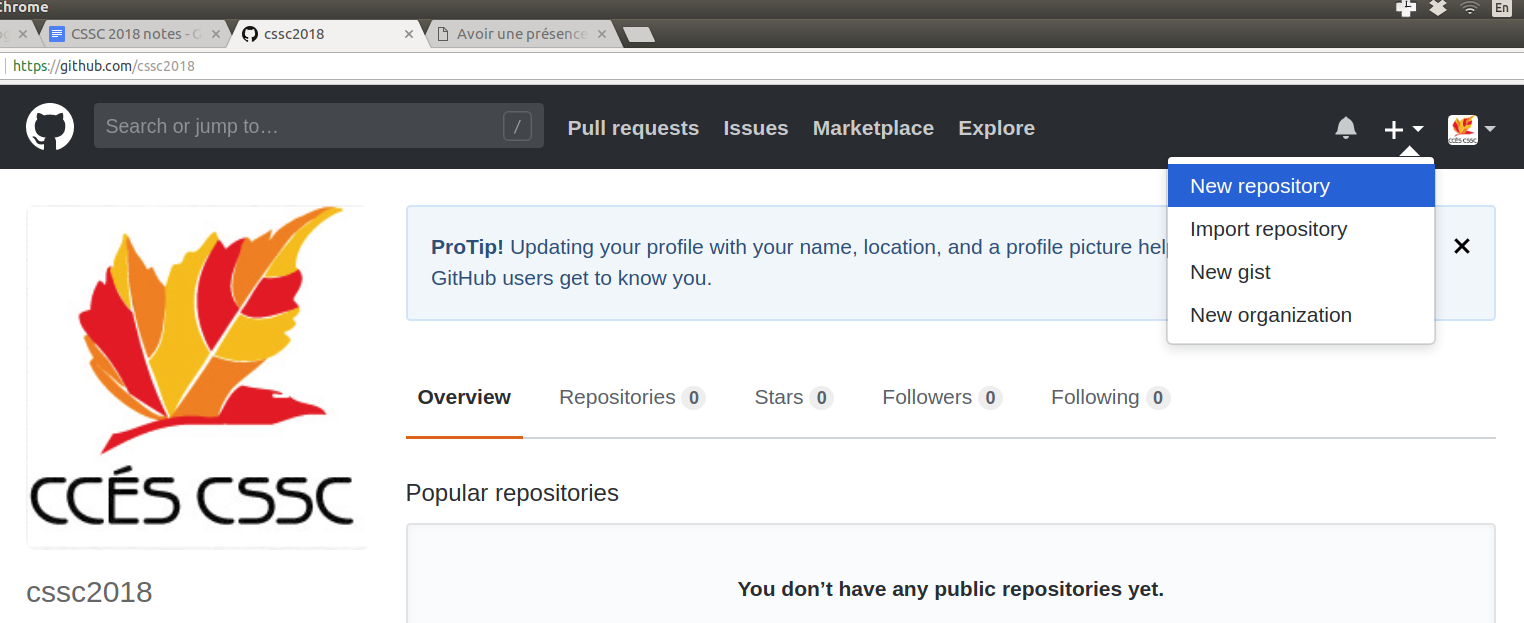 Chrome
CSSC 2018 notes - G
cssc2018
Avoir une présence
En
https://github.com/cssc2018
Search or jump to…
/
Pull requests
Issues
Marketplace
Explore
CCÉS CSSC
New repository
Import repository
New gist
New organization
ProTip! Updating your profile with your name, location, and a profile picture hel
GitHub users get to know you.
Overview
Repositories 0
Stars 0
Followers 0
Following 0
CCÉS CSSC
Popular repositories
You don’t have any public repositories yet.
cssc2018